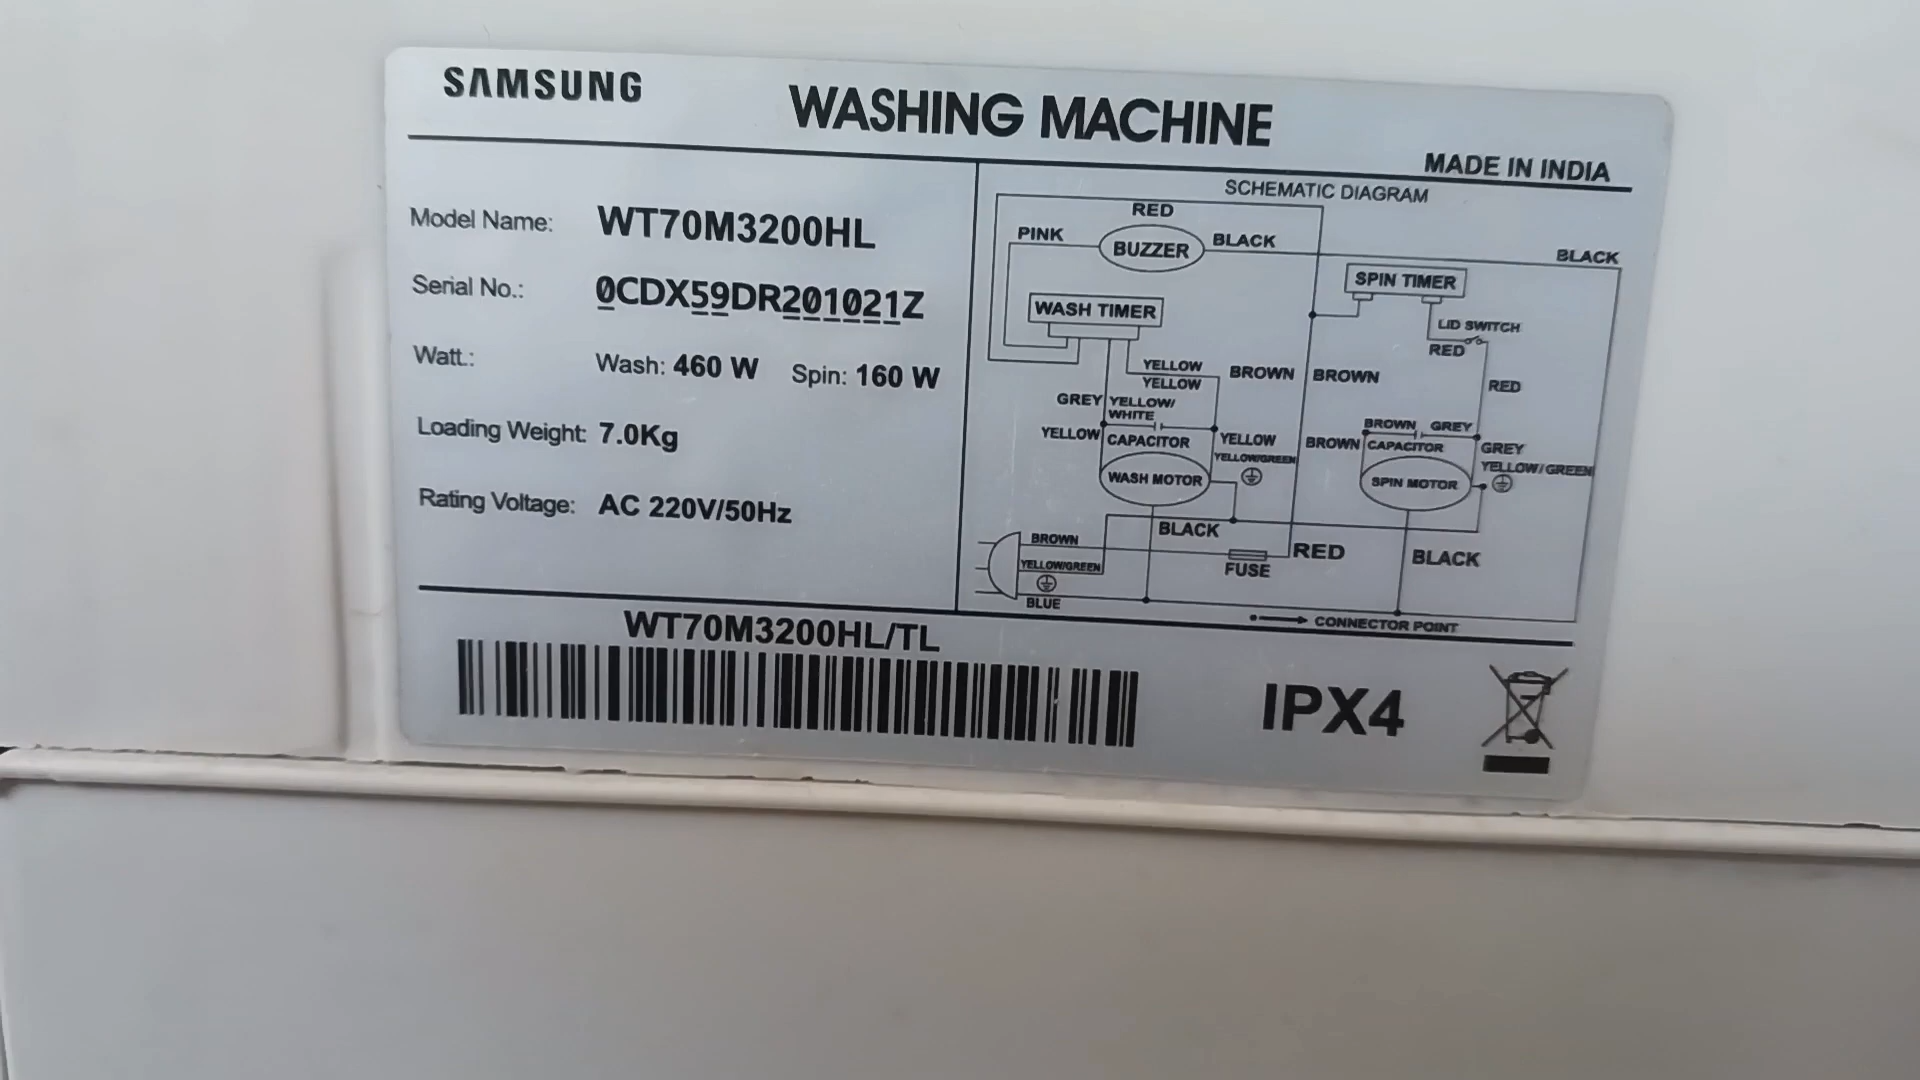 SAMSUNG
WASHING MACHINE
MADE IN INDIA
Model Name: WT70M3200HL
Serial No.: 0CDX59DR201021Z
Watt.: Wash: 460 W Spin: 160 W
Loading Weight: 7.0Kg
Rating Voltage: AC 220V/50Hz
SCHEMATIC DIAGRAM
RED
PINK BUZZER BLACK
BLACK
SPIN TIMER
WASH TIMER
LID SWITCH
RED
YELLOW
YELLOW
BROWN BROWN
RED
GREY YELLOW/
WHITE
BROWN GREY
YELLOW CAPACITOR YELLOW
BROWN CAPACITOR GREY
YELLOW/GREEN
YELLOW/GREEN
WASH MOTOR
SPIN MOTOR
BLACK
BROWN
RED
BLACK
YELLOW/GREEN
FUSE
BLUE
CONNECTOR POINT
WT70M3200HL/TL
IPX4